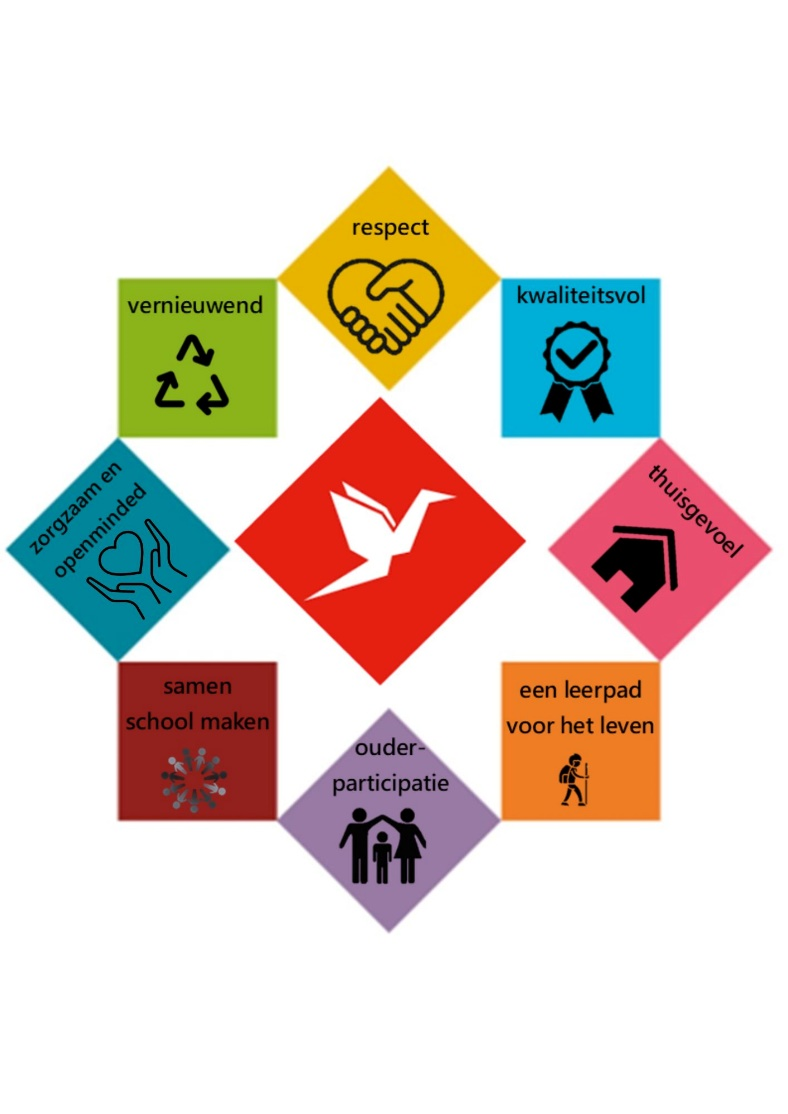 respect
vernieuwend
kwaliteitsvol
zorgzaam en
openminded
thuisgevoel
samen
school maken
een leerpad
voor het leven
ouder-
participatie